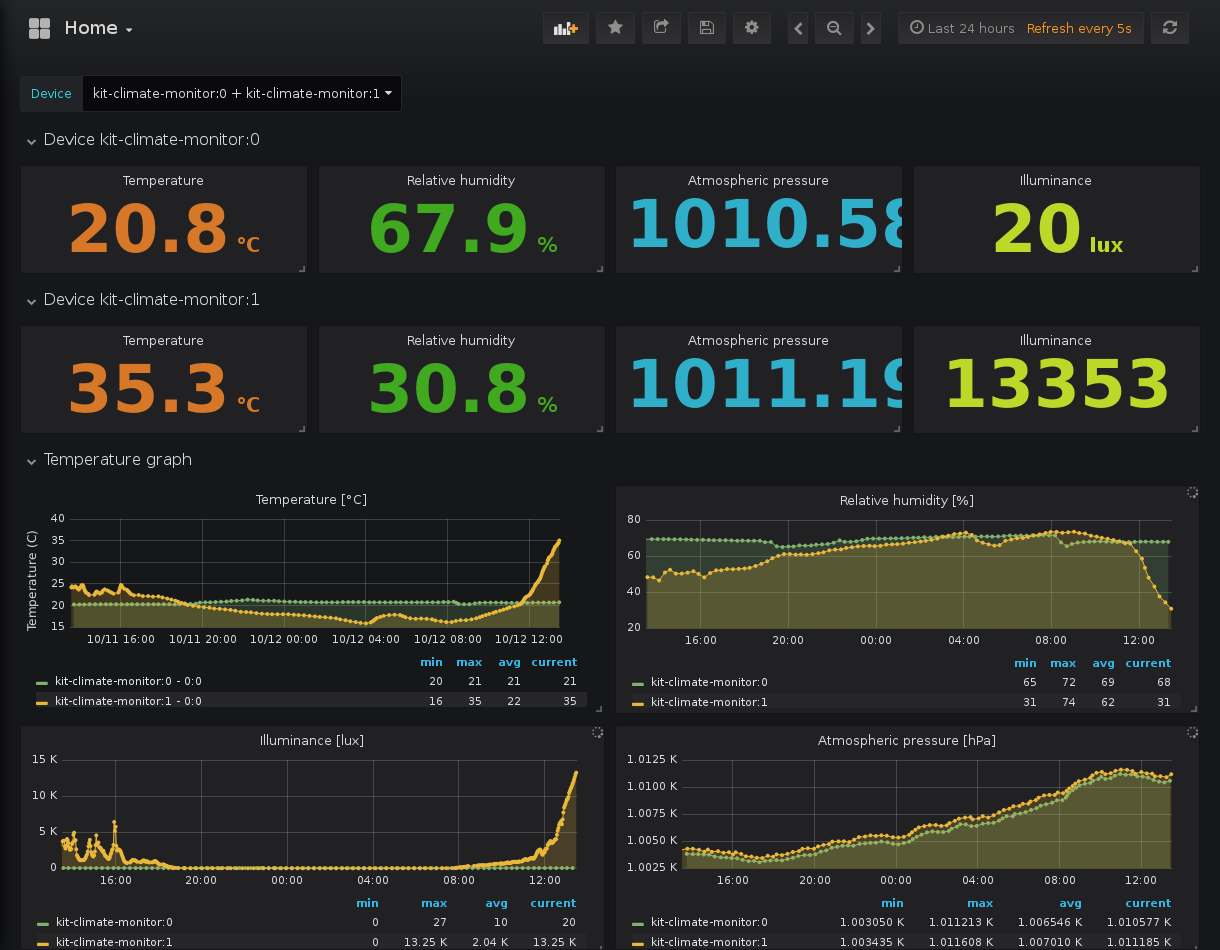 Home
Last 24 hours Refresh every 5s
Device kit-climate-monitor:0 + kit-climate-monitor:1
Device kit-climate-monitor:0
Temperature Relative humidity Atmospheric pressure Illuminance
20.8 °C 67.9 % 1010.58 20 lux
Device kit-climate-monitor:1
Temperature Relative humidity Atmospheric pressure Illuminance
35.3 °C 30.8 % 1011.19 13353
Temperature graph
Temperature [°C]
Temperature (C)
40
35
30
25
20
15
10/11 16:00 10/11 20:00 10/12 00:00 10/12 04:00 10/12 08:00 10/12 12:00
min max avg current
kit-climate-monitor:0 - 0:0 20 21 21 21
kit-climate-monitor:1 - 0:0 16 35 22 35
Relative humidity [%]
80
60
40
20
16:00 20:00 00:00 04:00 08:00 12:00
min max avg current
kit-climate-monitor:0 65 72 69 68
kit-climate-monitor:1 31 74 62 31
Illuminance [lux]
15 K
10 K
5 K
0
16:00 20:00 00:00 04:00 08:00 12:00
min max avg current
kit-climate-monitor:0 0 27 10 20
kit-climate-monitor:1 0 13.25 K 2.04 K 13.25 K
Atmospheric pressure [hPa]
1.0125 K
1.0100 K
1.0075 K
1.0050 K
1.0025 K
16:00 20:00 00:00 04:00 08:00 12:00
min max avg current
kit-climate-monitor:0 1.003050 K 1.011213 K 1.006546 K 1.010577 K
kit-climate-monitor:1 1.003435 K 1.011608 K 1.007010 K 1.011185 K